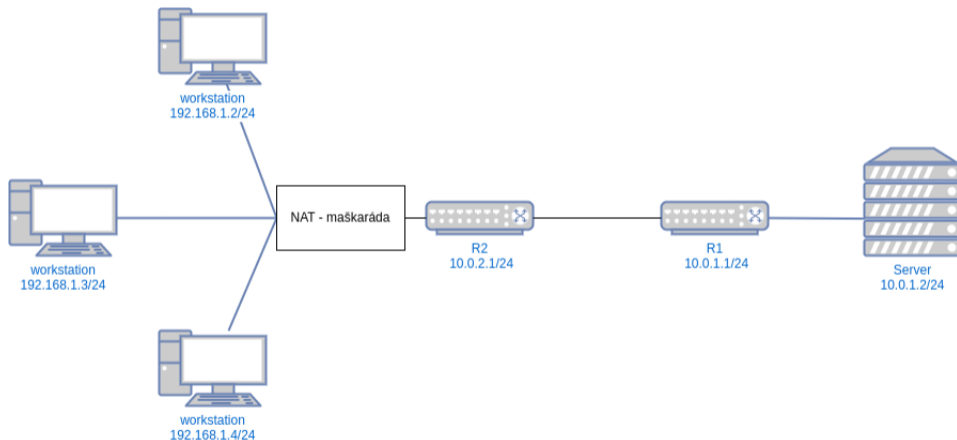 workstation
192.168.1.2/24
NAT - maškaráda
workstation
192.168.1.3/24
R2
10.0.2.1/24
R1
10.0.1.1/24
Server
10.0.1.2/24
workstation
192.168.1.4/24